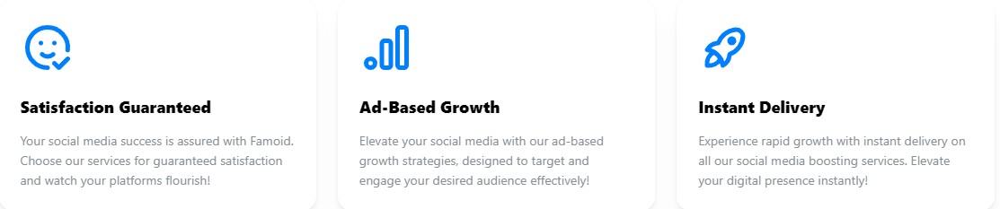 Satisfaction Guaranteed
Your social media success is assured with Famoid.
Choose our services for guaranteed satisfaction
and watch your platforms flourish!
Ad-Based Growth
Elevate your social media with our ad-based
growth strategies, designed to target and
engage your desired audience effectively!
Instant Delivery
Experience rapid growth with instant delivery on
all our social media boosting services. Elevate
your digital presence instantly!